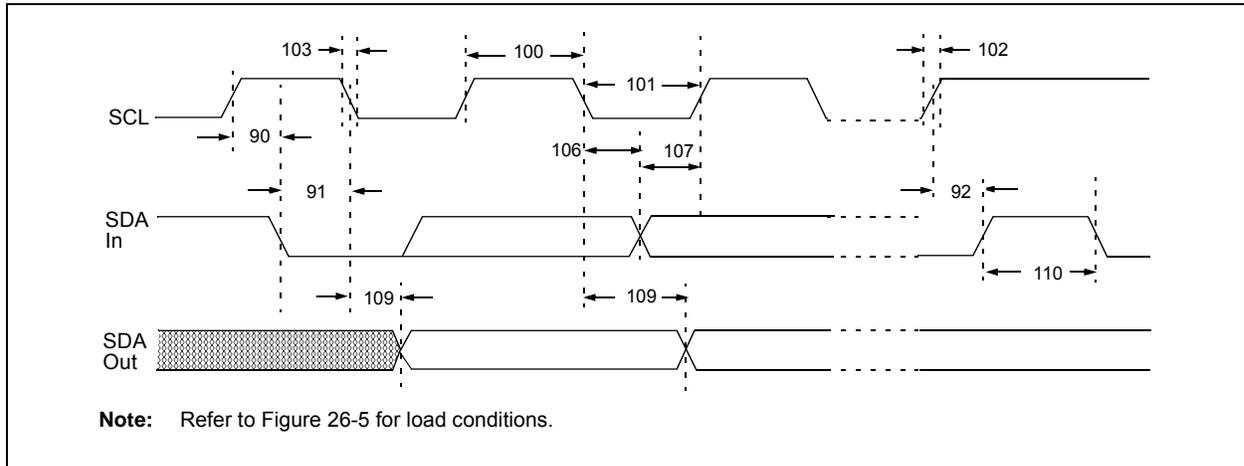 103
100
102
101
SCL
90
106
107
91
92
SDA
In
110
109
109
SDA
Out
Note: Refer to Figure 26-5 for load conditions.